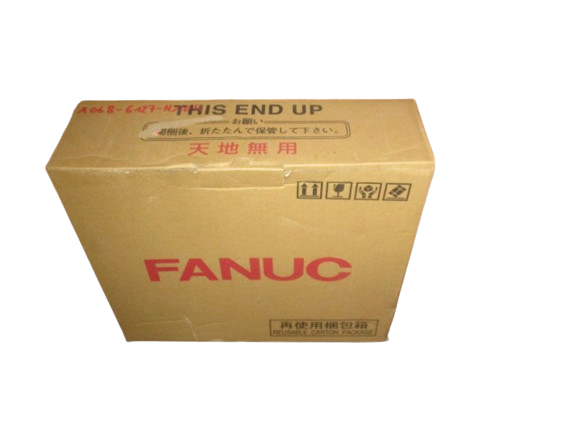 THIS END UP
お願い
開梱後、折たたんで保管して下さい。
天地無用
FANUC
再使用梱包箱
REUSABLE CARTON PACKAGE